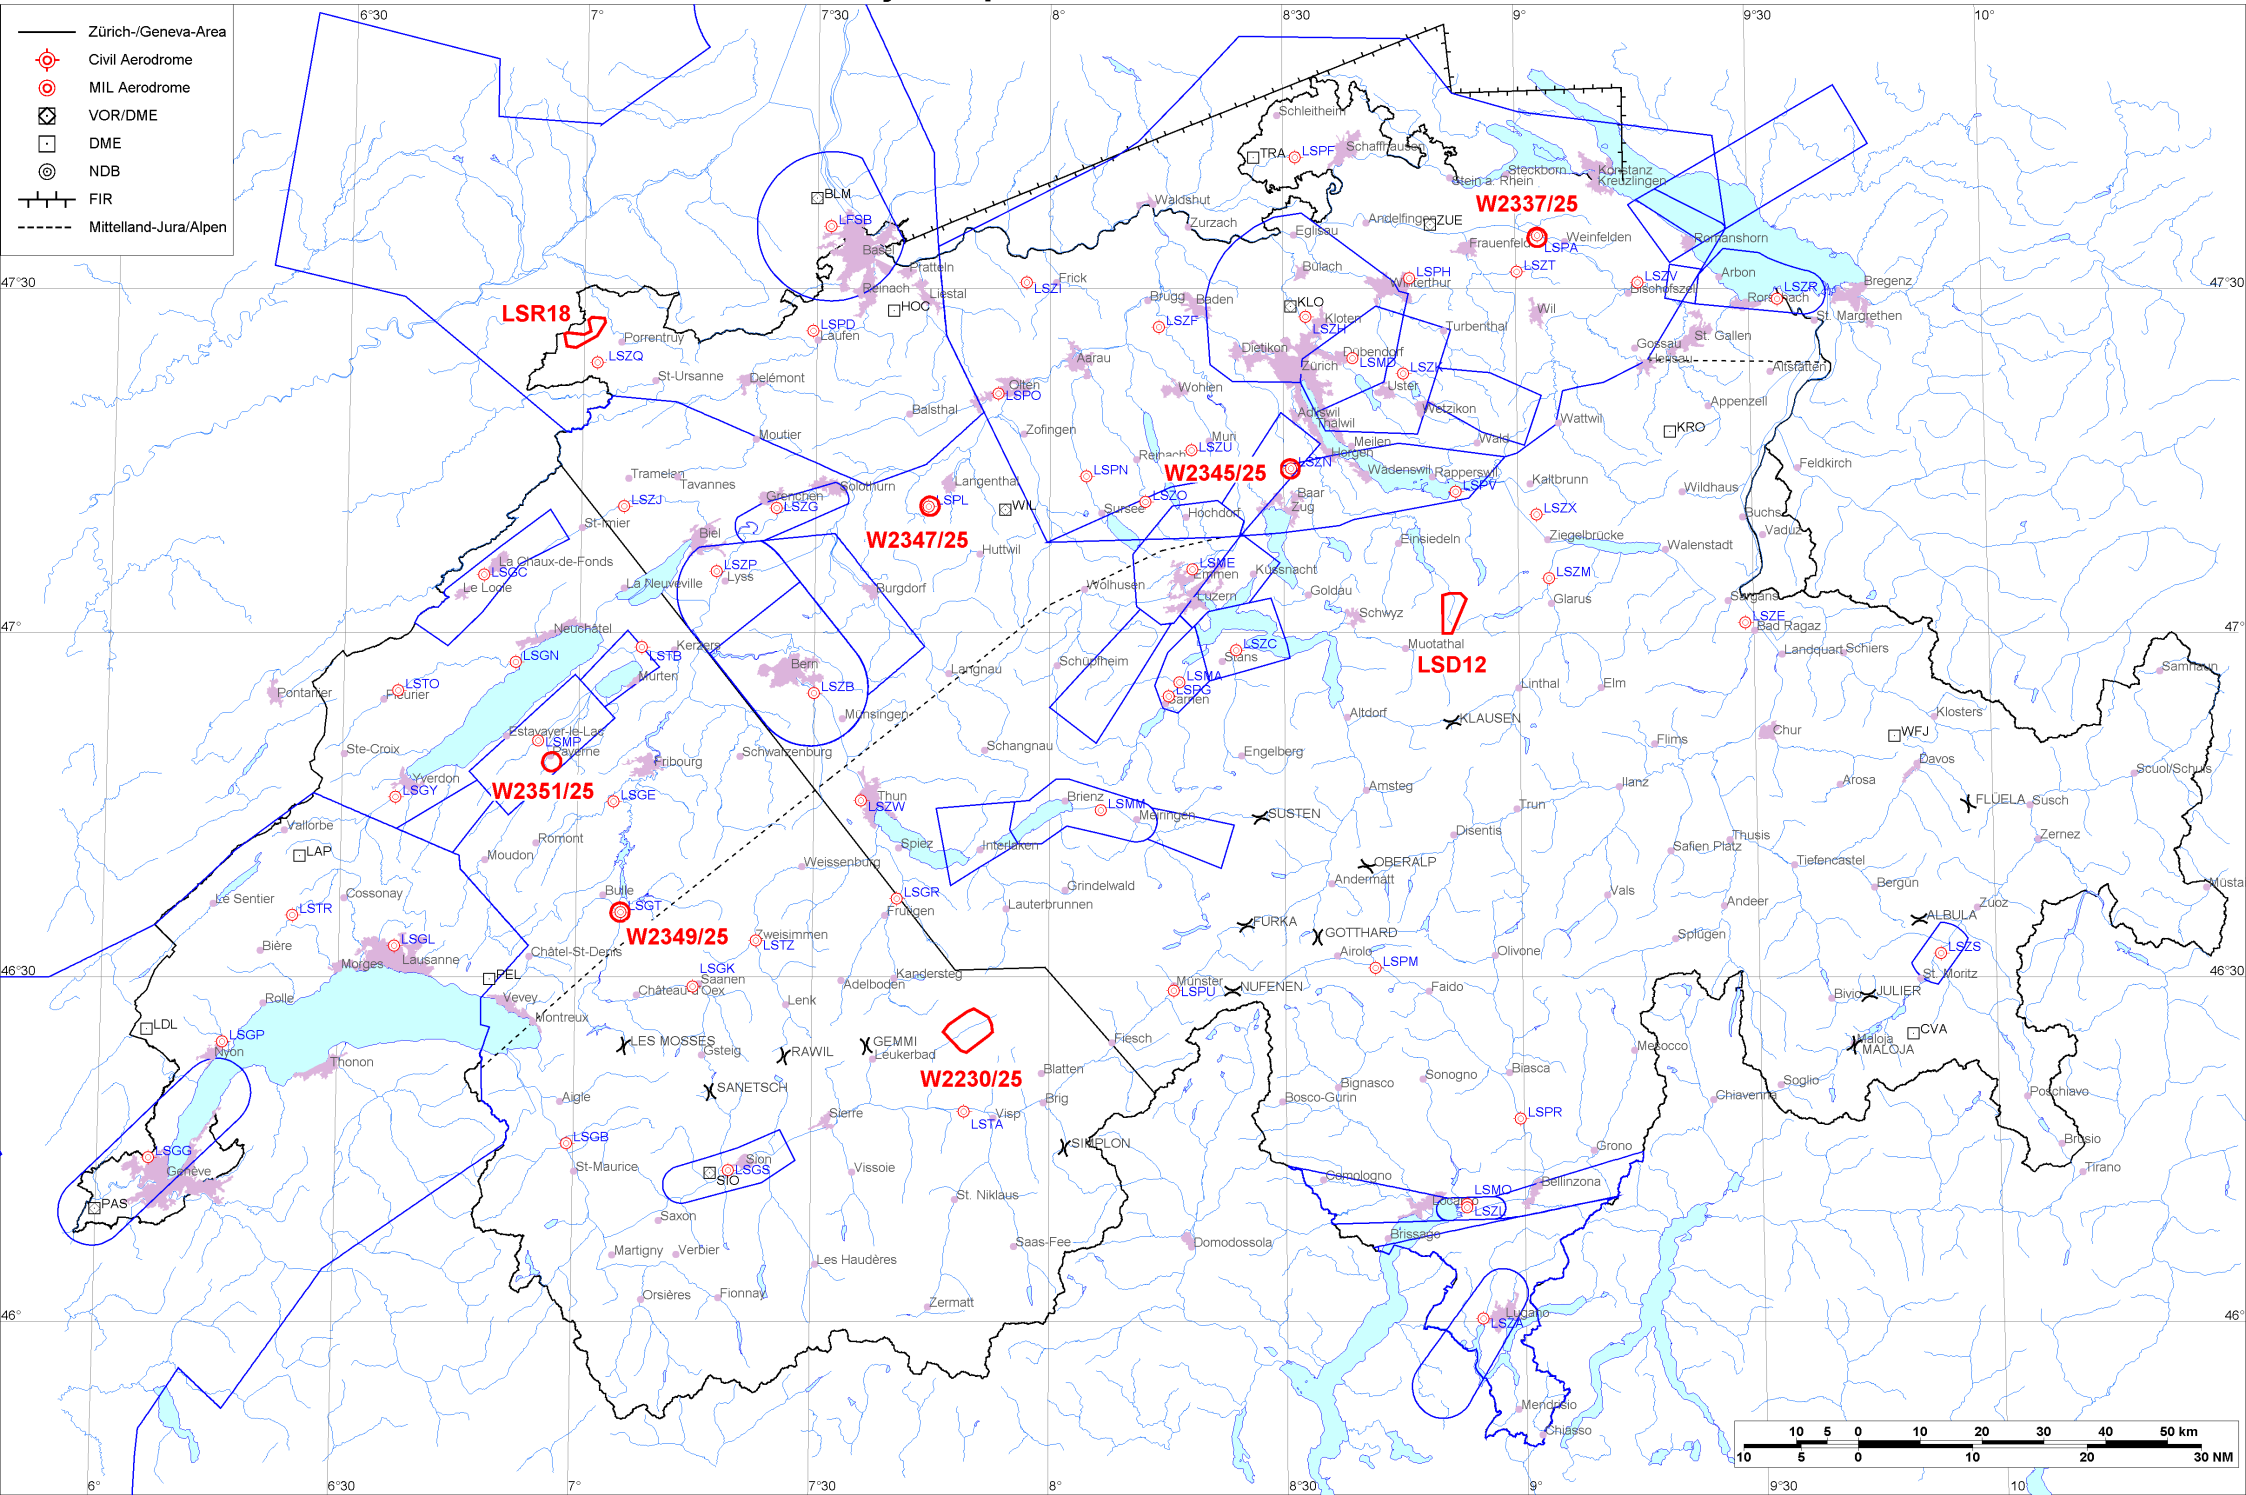 6°30
7°
7°30
8°
8°30
9°
9°30
10°
Zürich-/Geneva-Area
Civil Aerodrome
MIL Aerodrome
VOR/DME
DME
NDB
FIR
Mittelland-Jura/Alpen
Schleitheim
TRA
LSPF
Schaffhausen
Steckborn
Stein a. Rhein
Konstanz
Kreuzlingen
BLM
Waldshut
W2337/25
LFSB
Zurzach
Eglisau
Andelfingen
ZUE
Basel
Frauenfeld
LSPA
Weinfelden
Romanshorn
Pratteln
Bülach
LSPH
LSZT
LSZV
Arbon
Bregenz
47°30
Reinach
Liestal
LSZI
Frick
Winterthur
Bischofszell
LSZR
47°30
HOC
Brugg
Baden
KLO
Kloten
Wil
Rorschach
St. Margrethen
LSR18
LSPD
Laufen
LSZF
LSZH
Turbenthal
St. Gallen
Porrentruy
Dietikon
Dübendorf
Gossau
LSZQ
Aarau
LSMD
Herisau
Zürich
LSZK
Altstätten
St-Ursanne
Delémont
Olten
LSPO
Wohlen
Uster
Balsthal
Adliswil
Wetzikon
Appenzell
Thalwil
Wattwil
Moutier
Zofingen
Muri
Meilen
Wald
KRO
LSZU
Horgen
Reinach
W2345/25
LSZN
Feldkirch
Tramelan
Tavannes
LSPN
Wädenswil
Rapperswil
Kaltbrunn
Solothurn
Langenthal
LSPV
Wildhaus
LSZJ
Grenchen
LSZG
LSPL
WIL
LSZO
Sursee
Baar
Zug
Hochdorf
LSZX
Buchs
St-Imier
Biel
W2347/25
Vaduz
Huttwil
Einsiedeln
Ziegelbrücke
Walenstadt
La Chaux-de-Fonds
LSGC
LSZP
Lyss
LSME
Emmen
Küssnacht
LSZM
Le Locle
La Neuveville
Burgdorf
Wolhusen
Luzern
Goldau
Glarus
Sargans
Schwyz
LSZE
47°
Neuchâtel
Bad Ragaz
47°
Kerzers
LSZC
Muotathal
LSGN
LSTB
Bern
Stans
LSD12
Landquart
Schiers
Schüpfheim
Langnau
Samnaun
Murten
LSMA
Linthal
Elm
Pontarlier
LSTO
Fleurier
LSZB
LSPG
Sarnen
Münsingen
Altdorf
KLAUSEN
Klosters
Estavayer-le-Lac
LSMP
WFJ
Chur
Ste-Croix
Payerne
Schwarzenburg
Schangnau
Engelberg
Flims
Fribourg
Davos
Yverdon
LSGY
W2351/25
Amsteg
Ilanz
Arosa
Scuol/Schuls
LSGE
Thun
LSZW
Brienz
LSMM
Meiringen
SUSTEN
Trun
FLÜELA
Susch
Vallorbe
Romont
Disentis
Thusis
Zernez
LAP
Moudon
Spiez
Interlaken
Safien Platz
Weissenburg
OBERALP
Tiefencastel
Andermatt
Bergün
Le Sentier
Cossonay
Bulle
LSGR
Grindelwald
Vals
LSTR
LSGT
Frutigen
Lauterbrunnen
Andeer
Zuoz
FURKA
ALBULA
W2349/25
Zweisimmen
LSTZ
GOTTHARD
Splügen
Bière
LSGL
Lausanne
Morges
Châtel-St-Denis
Airolo
Olivone
LSZS
LSPM
46°30
PEL
LSGK
Saanen
Kandersteg
St. Moritz
46°30
Rolle
Vevey
Château-d'Oex
Adelboden
Münster
LSPU
NUFENEN
Faido
Bivio
JULIER
Lenk
Montreux
LDL
LSGP
Nyon
LES MOSSES
Gsteig
RAWIL
GEMMI
Leukerbad
Fiesch
Mesocco
CVA
Maloja
MALOJA
Thonon
W2230/25
Blatten
Bignasco
Sonogno
Biasca
Soglio
SANETSCH
Aigle
Brig
Bosco-Gurin
Chiavenna
Poschiavo
LSTA
Visp
Sierre
LSPR
LSGB
SIMPLON
Grono
Brusio
LSGG
Genève
St-Maurice
Sion
LSGS
SIO
Vissoie
Comologno
Tirano
PAS
St. Niklaus
Locarno
LSMO
LSZL
Bellinzona
Saxon
Brissago
Martigny
Verbier
Les Haudères
Saas-Fee
Domodossola
Orsières
Fionnay
Zermatt
46°
Lugano
LSZA
46°
Mendrisio
Chiasso
10 5 0 10 20 30 40 50 km
10 5 0 10 20 30 NM
6°
6°30
7°
7°30
8°
8°30
9°
9°30
10°